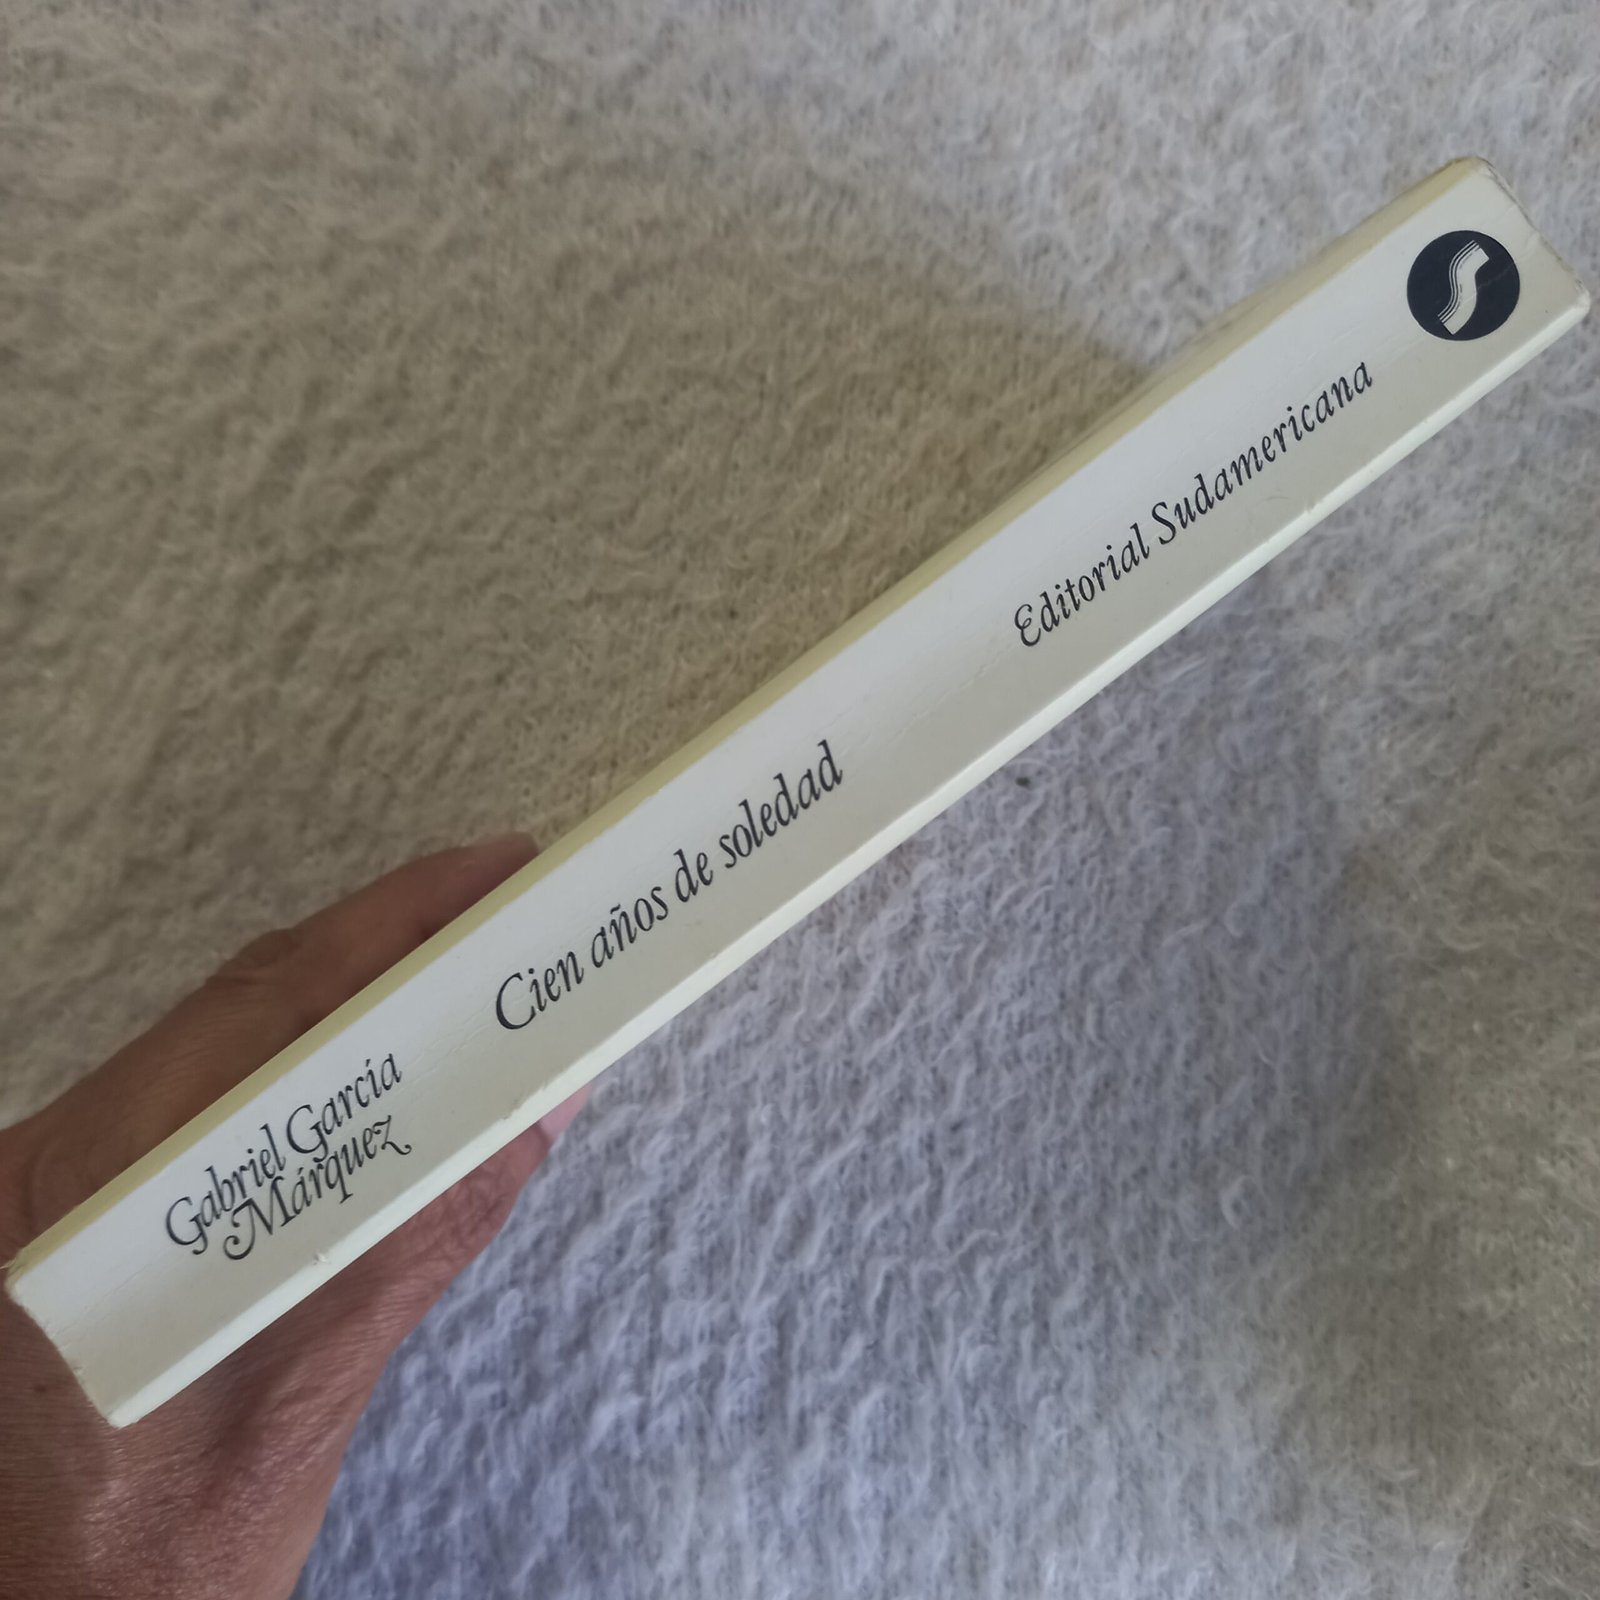 Gabriel García
Márquez
Cien años de soledad
Editorial Sudamericana